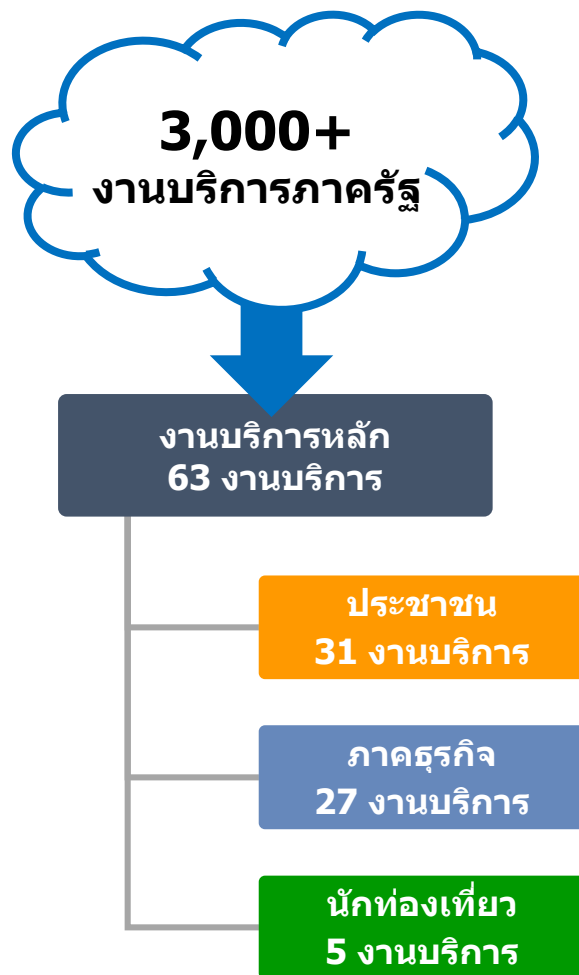 3,000+
งานบริการภาครัฐ
งานบริการหลัก
63 งานบริการ
ประชาชน
31 งานบริการ
ภาคธุรกิจ
27 งานบริการ
นักท่องเที่ยว
5 งานบริการ